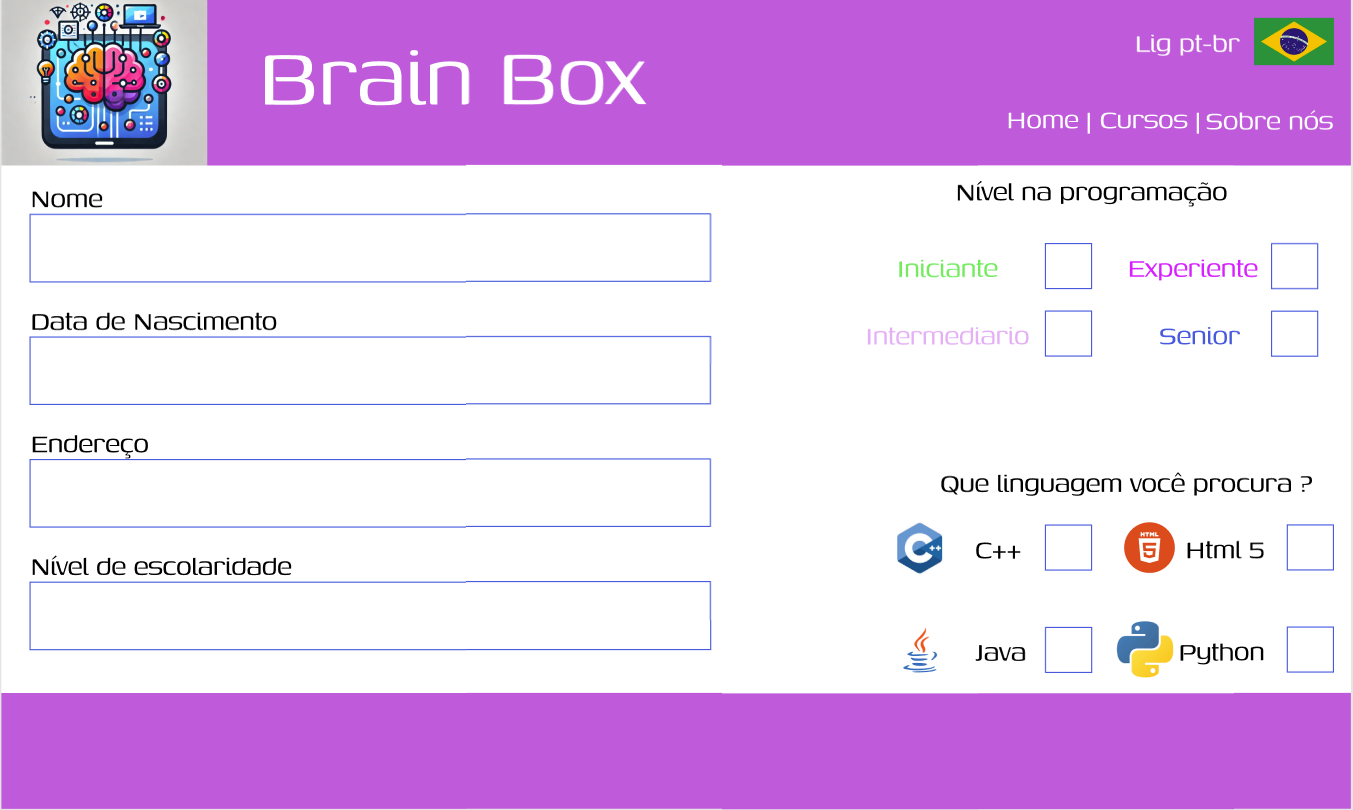 Brain Box
Lig pt-br
Home | Cursos | Sobre nós
Nome
Data de Nascimento
Endereço
Nível de escolaridade
Nível na programação
Iniciante
Experiente
Intermediario
Senior
Que linguagem você procura ?
C++
C++
HTML
5
Html 5
Java
Python